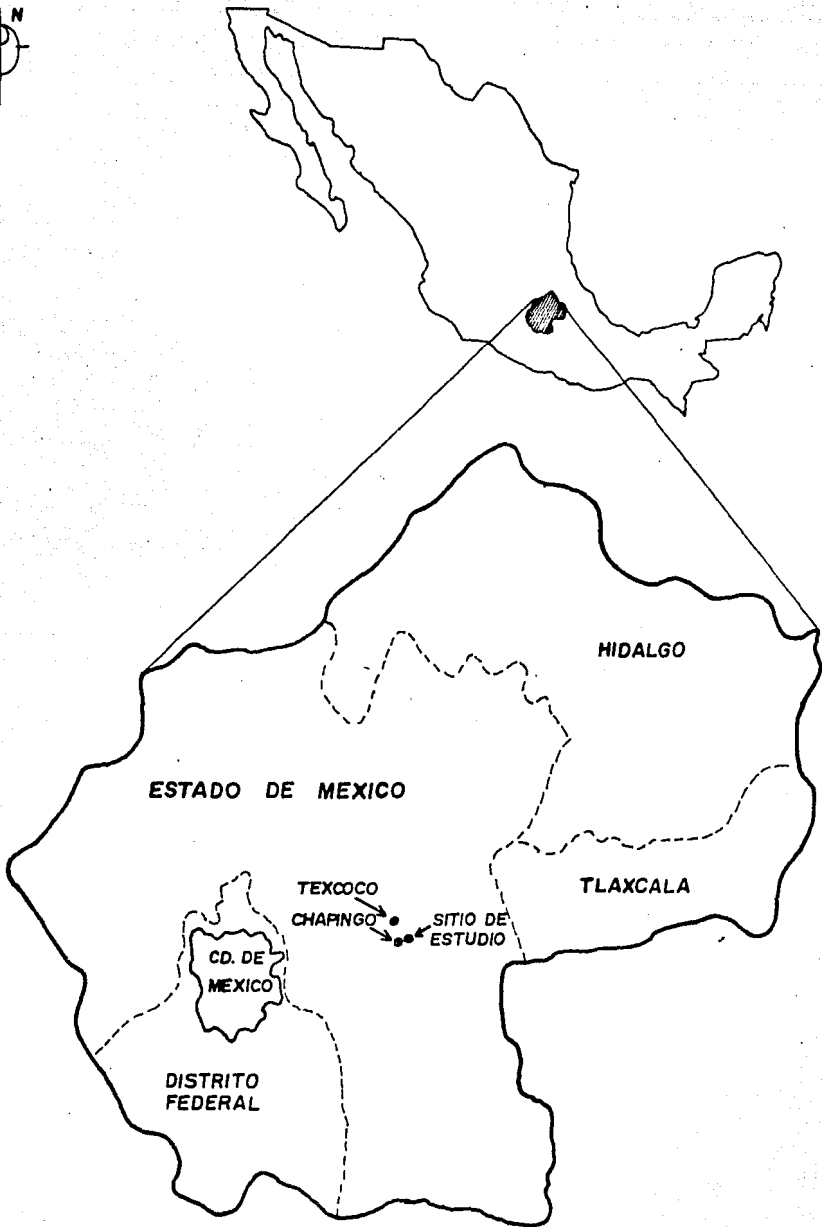 N
HIDALGO
ESTADO DE MEXICO
TLAXCALA
TEXCOCO
CHAPINGO
SITIO DE
ESTUDIO
CD. DE
MEXICO
DISTRITO
FEDERAL